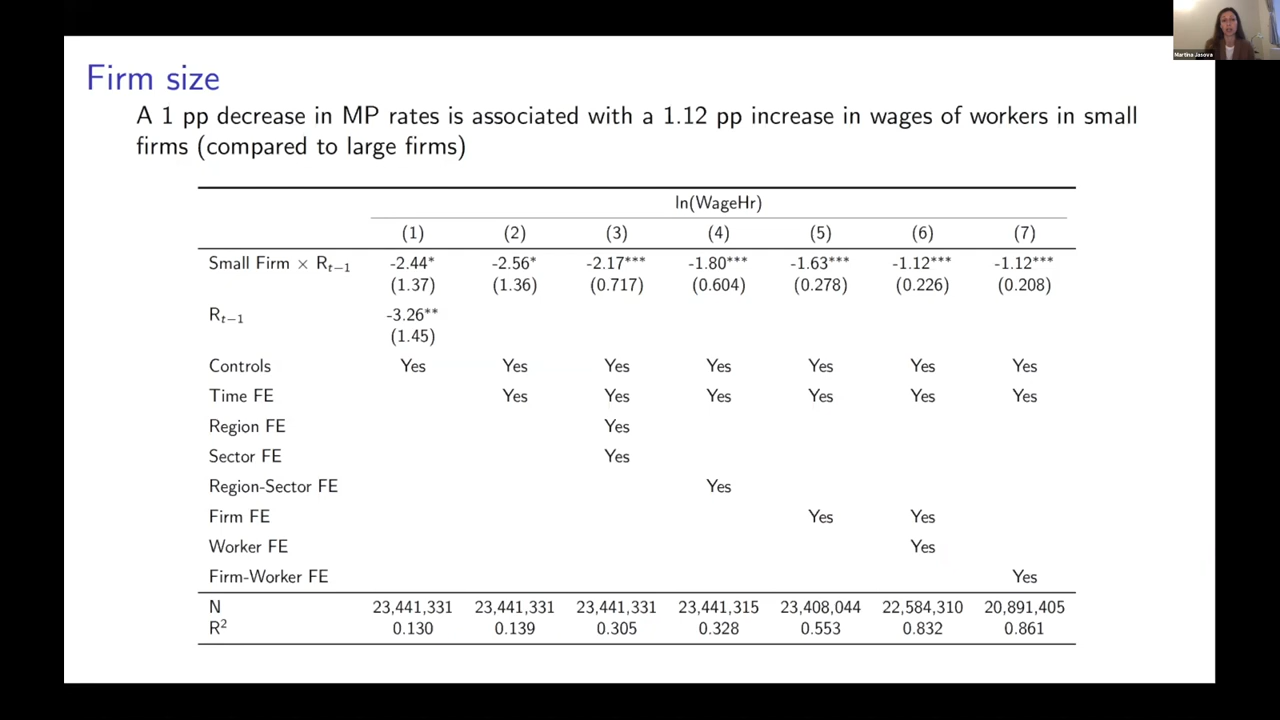 Martina Jasova
Firm size
A 1 pp decrease in MP rates is associated with a 1.12 pp increase in wages of workers in small
firms (compared to large firms)
ln(WageHr)
(1) (2) (3) (4) (5) (6) (7)
Small Firm × R_{t−1} -2.44* -2.56* -2.17*** -1.80*** -1.63*** -1.12*** -1.12***
(1.37) (1.36) (0.717) (0.604) (0.278) (0.226) (0.208)
R_{t−1} -3.26**
(1.45)
Controls Yes Yes Yes Yes Yes Yes Yes
Time FE Yes Yes Yes Yes Yes Yes
Region FE Yes
Sector FE Yes
Region-Sector FE Yes
Firm FE Yes Yes
Worker FE Yes
Firm-Worker FE Yes
N 23,441,331 23,441,331 23,441,331 23,441,315 23,408,044 22,584,310 20,891,405
R² 0.130 0.139 0.305 0.328 0.553 0.832 0.861